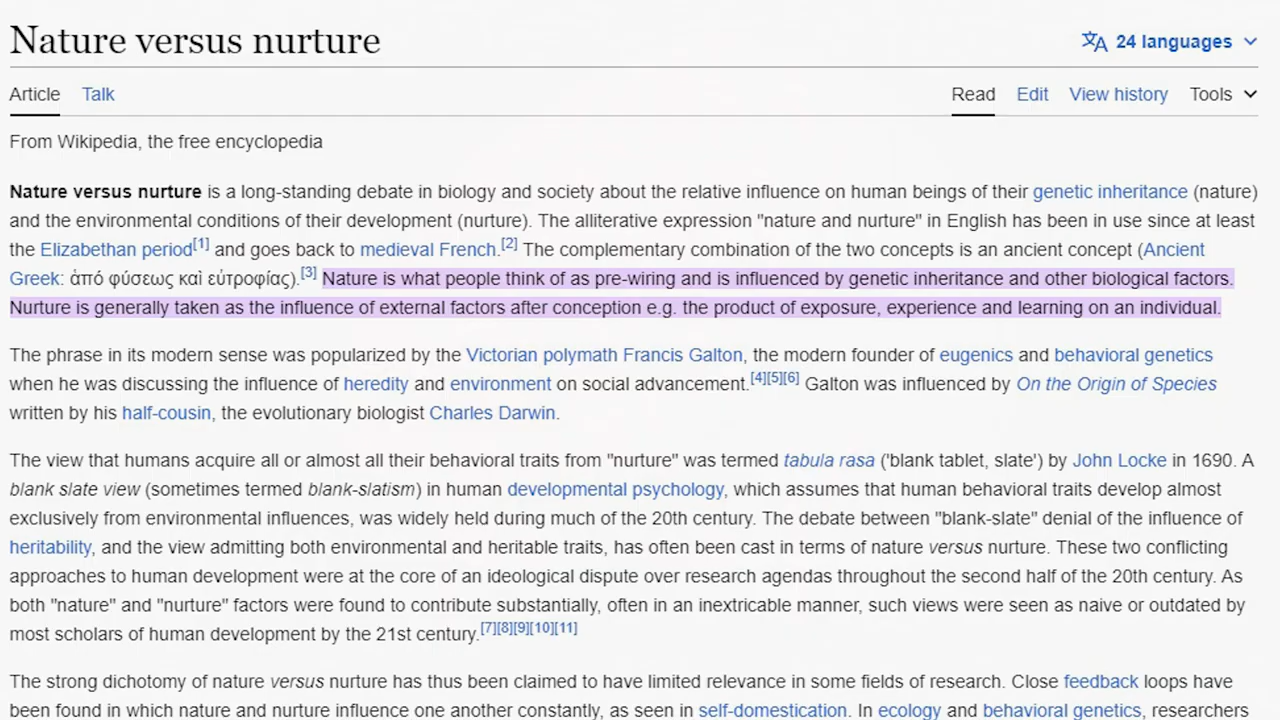 Nature versus nurture
24 languages
Article Talk Read Edit View history Tools
From Wikipedia, the free encyclopedia
Nature versus nurture is a long-standing debate in biology and society about the relative influence on human beings of their genetic inheritance (nature)
and the environmental conditions of their development (nurture). The alliterative expression "nature and nurture" in English has been in use since at least
the Elizabethan period[1] and goes back to medieval French.[2] The complementary combination of the two concepts is an ancient concept (Ancient
Greek: ἁπό φύσεως καὶ εὐτροφίας).[3] Nature is what people think of as pre-wiring and is influenced by genetic inheritance and other biological factors.
Nurture is generally taken as the influence of external factors after conception e.g. the product of exposure, experience and learning on an individual.
The phrase in its modern sense was popularized by the Victorian polymath Francis Galton, the modern founder of eugenics and behavioral genetics
when he was discussing the influence of heredity and environment on social advancement.[4][5][6] Galton was influenced by On the Origin of Species
written by his half-cousin, the evolutionary biologist Charles Darwin.
The view that humans acquire all or almost all their behavioral traits from "nurture" was termed tabula rasa ('blank tablet, slate') by John Locke in 1690. A
blank slate view (sometimes termed blank-slatism) in human developmental psychology, which assumes that human behavioral traits develop almost
exclusively from environmental influences, was widely held during much of the 20th century. The debate between "blank-slate" denial of the influence of
heritability, and the view admitting both environmental and heritable traits, has often been cast in terms of nature versus nurture. These two conflicting
approaches to human development were at the core of an ideological dispute over research agendas throughout the second half of the 20th century. As
both "nature" and "nurture" factors were found to contribute substantially, often in an inextricable manner, such views were seen as naive or outdated by
most scholars of human development by the 21st century.[7][8][9][10][11]
The strong dichotomy of nature versus nurture has thus been claimed to have limited relevance in some fields of research. Close feedback loops have
been found in which nature and nurture influence one another constantly, as seen in self-domestication. In ecology and behavioral genetics, researchers